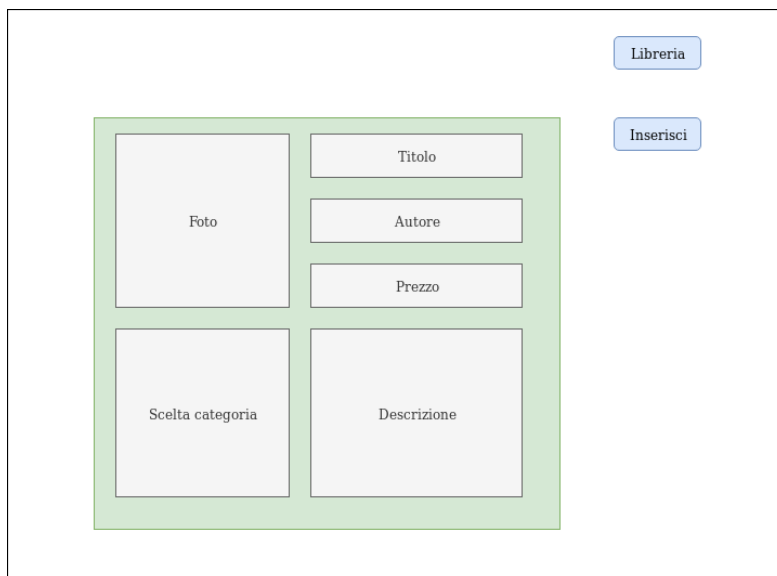 Libreria
Inserisci
Foto
Titolo
Autore
Prezzo
Scelta categoria
Descrizione